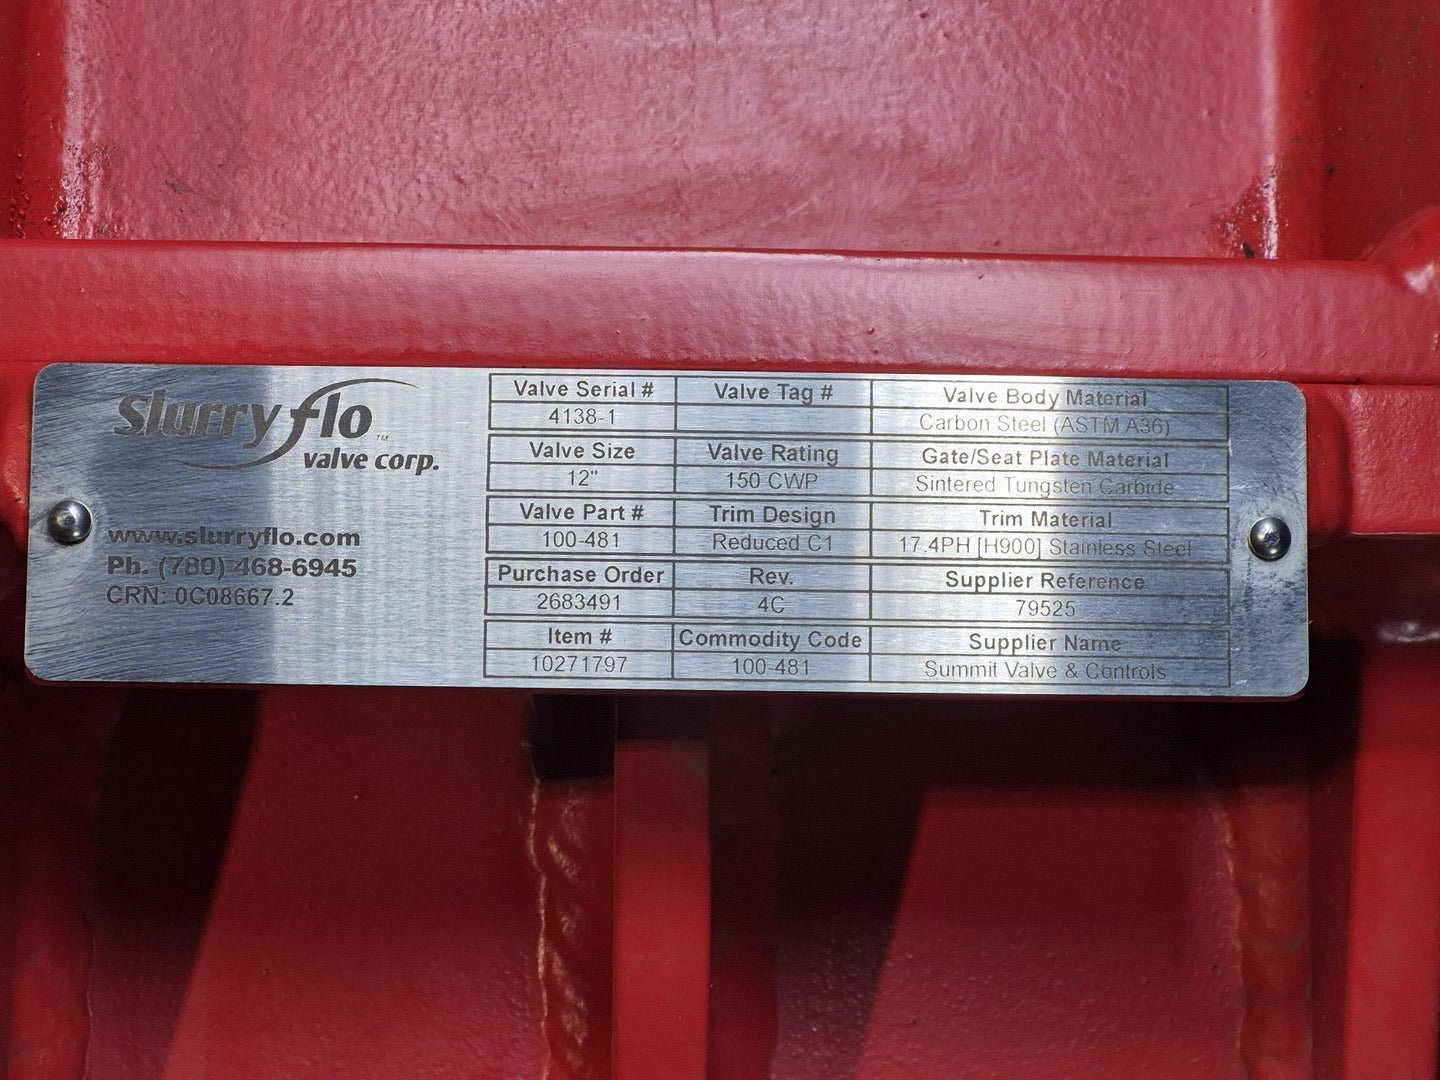 Slurryflo™
valve corp.
www.slurryflo.com
Ph. (780) 468-6945
CRN: 0C08667.2
Valve Serial # Valve Tag # Valve Body Material
4138-1 Carbon Steel (ASTM A36)
Valve Size Valve Rating Gate/Seat Plate Material
12" 150 CWP Sintered Tungsten Carbide
Valve Part # Trim Design Trim Material
100-481 Reduced C1 17.4PH [H900] Stainless Steel
Purchase Order Rev. Supplier Reference
2683491 4C 79525
Item # Commodity Code Supplier Name
10271797 100-481 Summit Valve & Controls